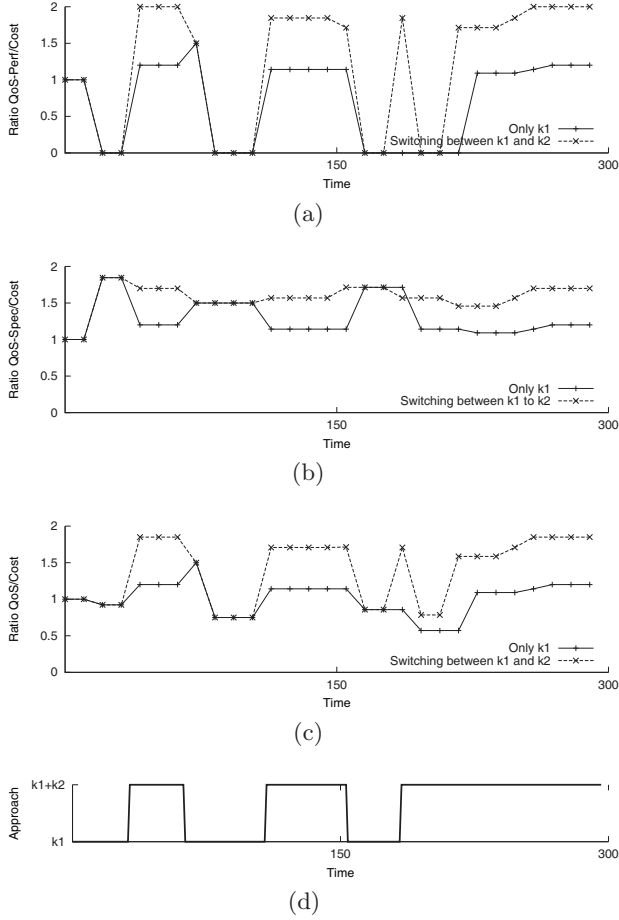 2
1.5
1
0.5
0
150
300
Ratio QoS-Perf/Cost
Time
Only k1
Switching between k1 and k2
(a)
2
1.5
1
0.5
0
150
300
Ratio QoS-Spec/Cost
Time
Only k1
Switching between k1 to k2
(b)
2
1.5
1
0.5
0
150
300
Ratio QoS/Cost
Time
Only k1
Switching between k1 and k2
(c)
k1+k2
k1
150
300
Approach
Time
(d)